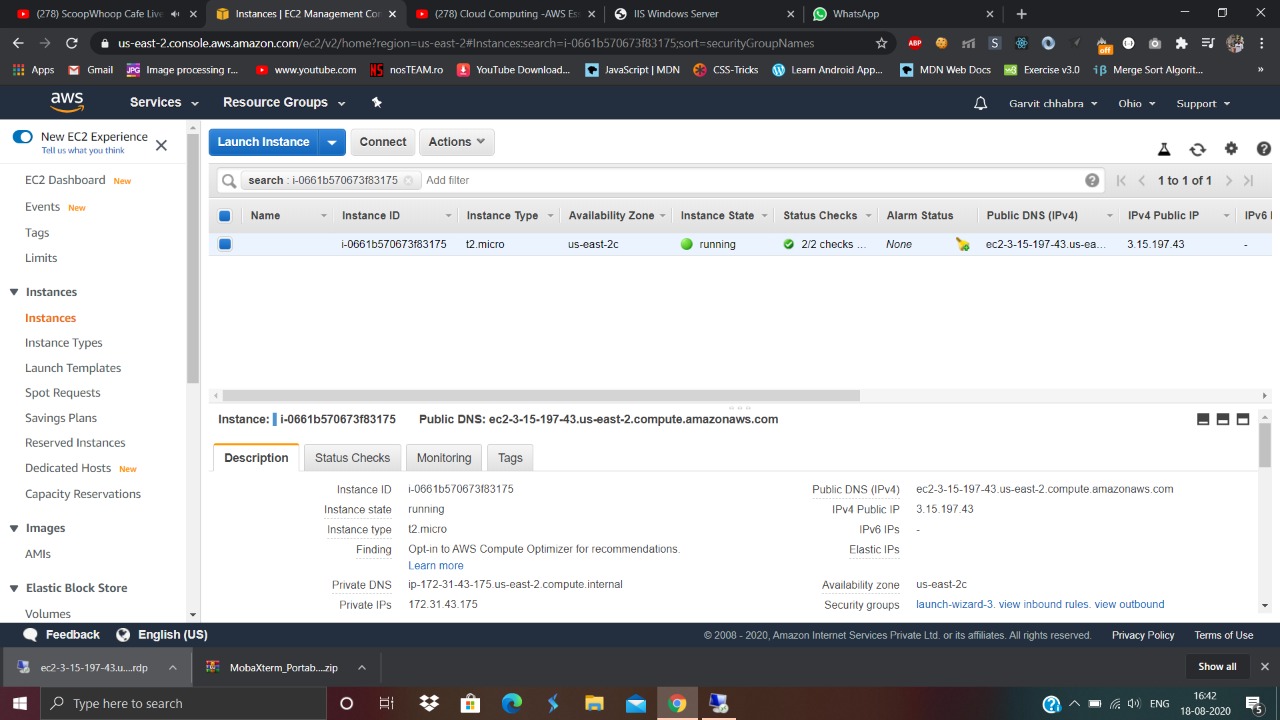 (278) ScoopWhoop Cafe Live
Instances | EC2 Management Con
(278) Cloud Computing -AWS Ess
IIS Windows Server
WhatsApp
us-east-2.console.aws.amazon.com/ec2/v2/home?region=us-east-2#Instances:search=i-0661b570673f83175;sort=securityGroupNames
ABP
off
Apps
Gmail
JPG Image processing r...
www.youtube.com
NS nosTEAM.ro
YouTube Download...
JavaScript | MDN
CSS-Tricks
Learn Android App...
MDN Web Docs
Exercise v3.0
Merge Sort Algorit...
»
aws
Services
Resource Groups
Garvit chhabra
Ohio
Support
New EC2 Experience
Tell us what you think
Launch Instance
Connect
Actions
EC2 Dashboard New
Events New
Tags
Limits
Instances
Instances
Instance Types
Launch Templates
Spot Requests
Savings Plans
Reserved Instances
Dedicated Hosts New
Capacity Reservations
Images
AMIs
Elastic Block Store
Volumes
search : i-0661b570673f83175
Add filter
1 to 1 of 1
Name Instance ID Instance Type Availability Zone Instance State Status Checks Alarm Status Public DNS (IPv4) IPv4 Public IP IPv6 I
i-0661b570673f83175 t2.micro us-east-2c running 2/2 checks ... None ec2-3-15-197-43.us-ea... 3.15.197.43 -
Instance: i-0661b570673f83175 Public DNS: ec2-3-15-197-43.us-east-2.compute.amazonaws.com
Description
Status Checks
Monitoring
Tags
Instance ID i-0661b570673f83175
Instance state running
Instance type t2.micro
Finding Opt-in to AWS Compute Optimizer for recommendations.
Learn more
Private DNS ip-172-31-43-175.us-east-2.compute.internal
Private IPs 172.31.43.175
Public DNS (IPv4) ec2-3-15-197-43.us-east-2.compute.amazonaws.com
IPv4 Public IP 3.15.197.43
IPv6 IPs -
Elastic IPs
Availability zone us-east-2c
Security groups launch-wizard-3. view inbound rules. view outbound
Feedback
English (US)
© 2008 - 2020, Amazon Internet Services Private Ltd. or its affiliates. All rights reserved.
Privacy Policy
Terms of Use
ec2-3-15-197-43.u....rdp
MobaXterm_Portab....zip
Show all
Type here to search
ENG
16:42
18-08-2020
5